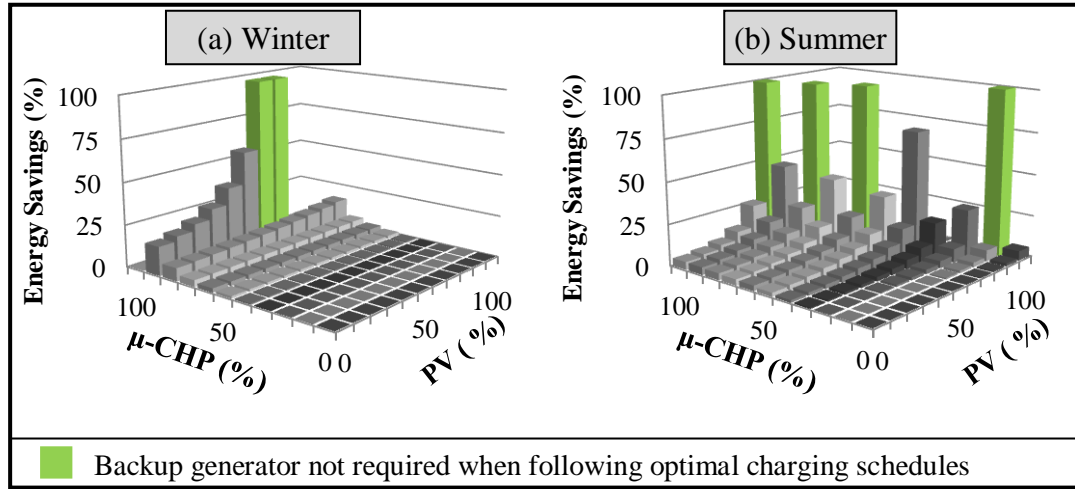 (a) Winter
Energy Savings (%)
100
75
50
25
0
100
50
0
μ-CHP (%)
0
50
100
PV ( %)
(b) Summer
Energy Savings (%)
100
75
50
25
0
100
50
0
μ-CHP (%)
0
50
100
PV ( %)
Backup generator not required when following optimal charging schedules